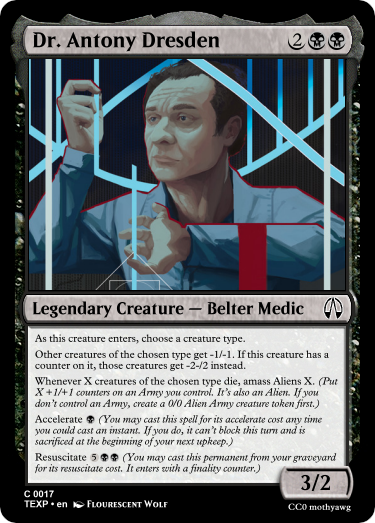 Dr. Antony Dresden 2
Legendary Creature — Belter Medic
As this creature enters, choose a creature type.
Other creatures of the chosen type get -1/-1. If this creature has a
counter on it, those creatures get -2-/2 instead.
Whenever X creatures of the chosen type die, amass Aliens X. (Put
X +1/+1 counters on an Army you control. It's also an Alien. If you
don't control an Army, create a 0/0 Alien Army creature token first.)
Accelerate (You may cast this spell for its accelerate cost any time
you could cast an instant. If you do, it can't block this turn and is
sacrificed at the beginning of your next upkeep.)
Resuscitate 5 (You may cast this permanent from your graveyard
for its resuscitate cost. It enters with a finality counter.)
3/2
C 0017
TEXP • en Flourescent Wolf
CC0 mothyawg